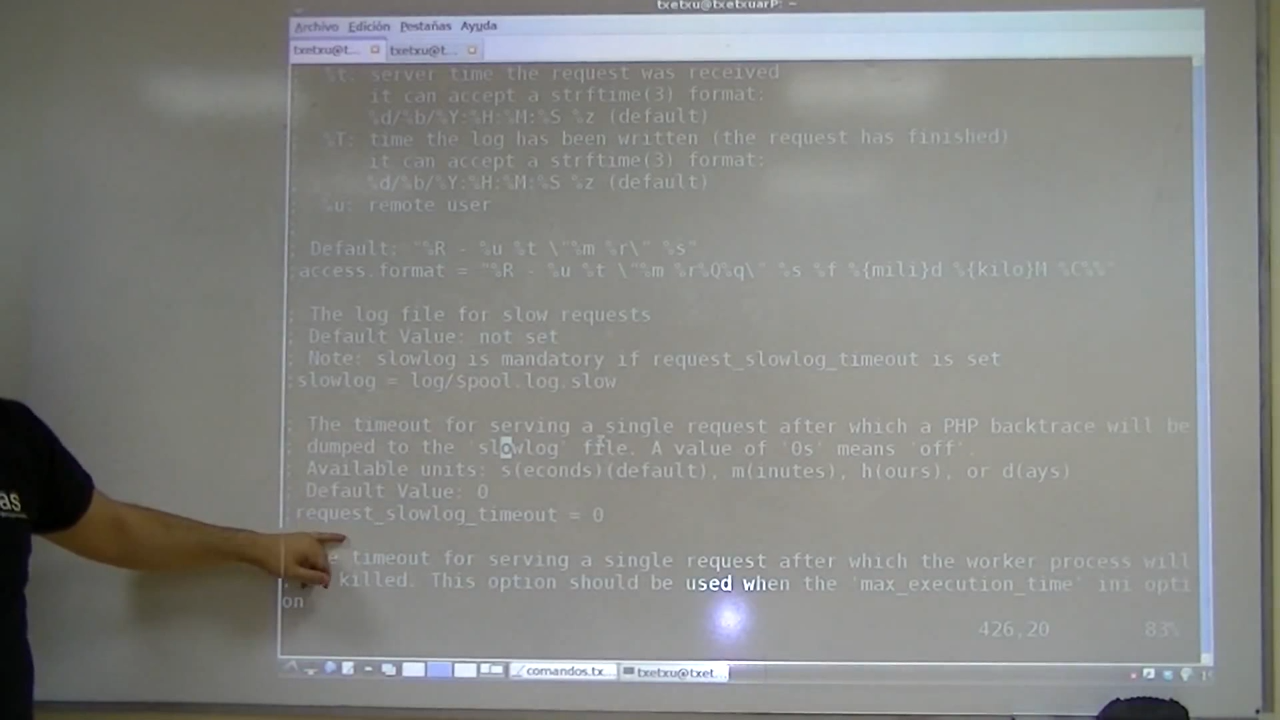 txetxu@txetxuarP: ~
Archivo Edición Pestañas Ayuda
txetxu@t... txetxu@t...
; %t: server time the request was received
; it can accept a strftime(3) format:
; %d/%b/%Y:%H:%M:%S %z (default)
; %T: time the log has been written (the request has finished)
; it can accept a strftime(3) format:
; %d/%b/%Y:%H:%M:%S %z (default)
; %u: remote user
;
; Default: "%R - %u %t \"%m %r\" %s"
;access.format = "%R - %u %t \"%m %r%Q%q\" %s %f %{mili}d %{kilo}M %C%%"
; The log file for slow requests
; Default Value: not set
; Note: slowlog is mandatory if request_slowlog_timeout is set
;slowlog = log/$pool.log.slow
; The timeout for serving a single request after which a PHP backtrace will be
; dumped to the 'slowlog' file. A value of '0s' means 'off'.
; Available units: s(econds)(default), m(inutes), h(ours), or d(ays)
; Default Value: 0
;request_slowlog_timeout = 0
e timeout for serving a single request after which the worker process will
killed. This option should be used when the 'max_execution_time' ini opti
on
426,20 83%
comandos.tx... txetxu@txet...
as